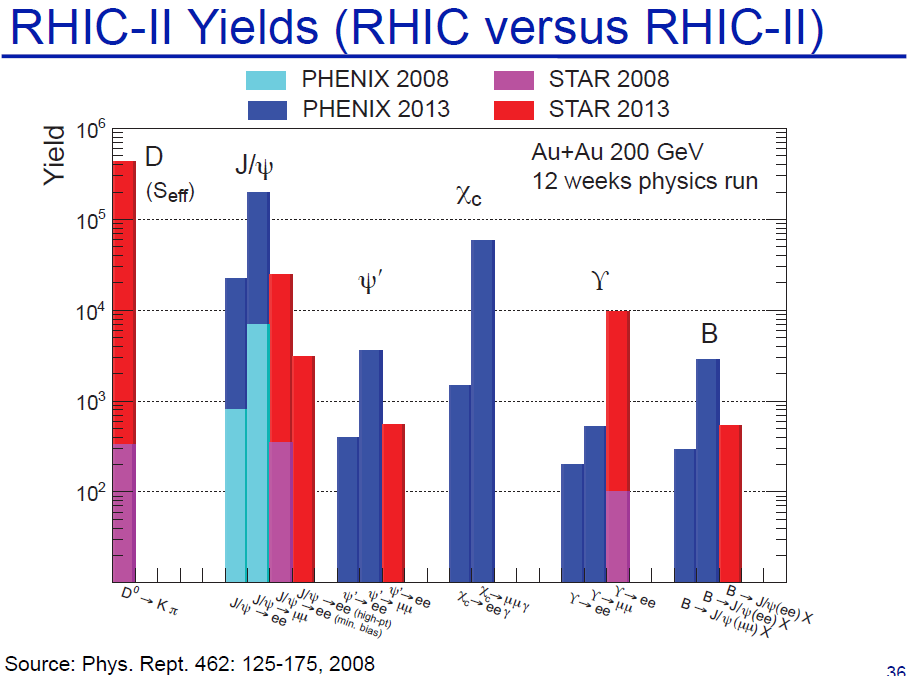 RHIC-II Yields (RHIC versus RHIC-II)
PHENIX 2008
STAR 2008
PHENIX 2013
STAR 2013
Yield
10⁶
10⁵
10⁴
10³
10²
D
(Seff)
J/ψ
ψ′
χc
ϒ
B
Au+Au 200 GeV
12 weeks physics run
D⁰ → K π
J/ψ→ee
J/ψ→μμ
J/ψ→ee (min. bias)
J/ψ→ee (high-pt)
ψ′→ee
ψ′→μμ
ψ′→ee
χc→eeγ
χc→μμγ
ϒ→ee
ϒ→μμ
ϒ→ee
B → J/ψ (μμ) X
B → J/ψ(ee) X
B → J/ψ(ee) X
Source: Phys. Rept. 462: 125-175, 2008
36